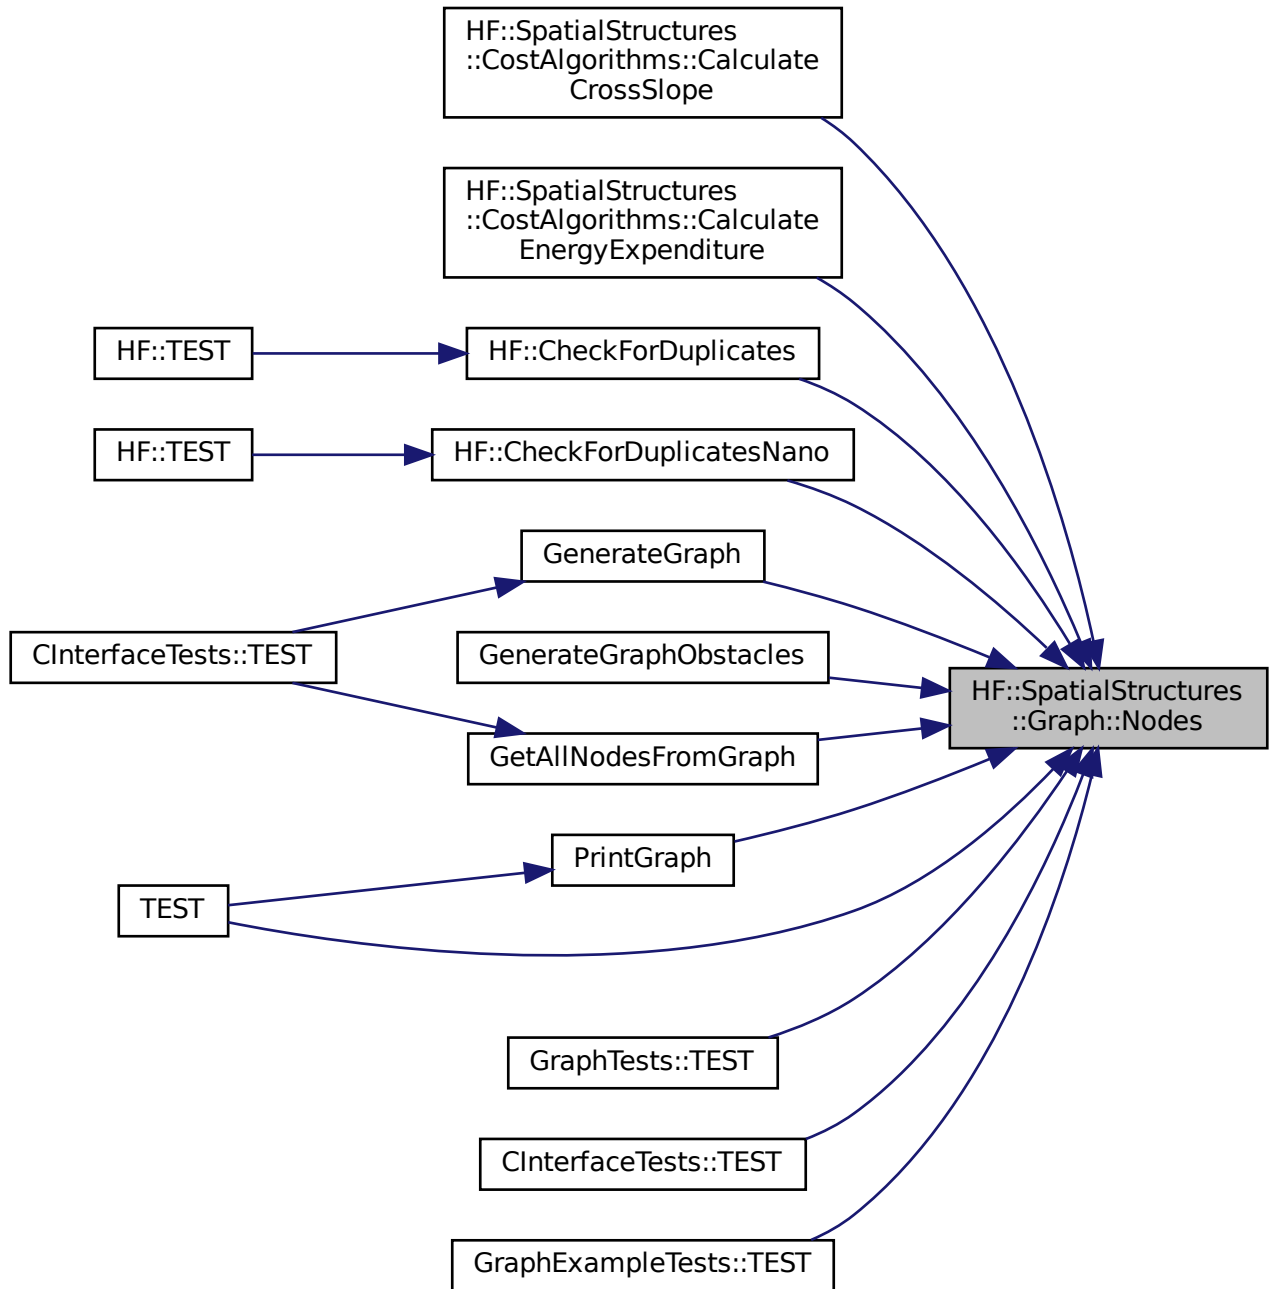 HF::SpatialStructures
::CostAlgorithms::Calculate
CrossSlope
HF::SpatialStructures
::CostAlgorithms::Calculate
EnergyExpenditure
HF::TEST
HF::CheckForDuplicates
HF::TEST
HF::CheckForDuplicatesNano
GenerateGraph
CInterfaceTests::TEST
GenerateGraphObstacles
HF::SpatialStructures
::Graph::Nodes
GetAllNodesFromGraph
PrintGraph
TEST
GraphTests::TEST
CInterfaceTests::TEST
GraphExampleTests::TEST